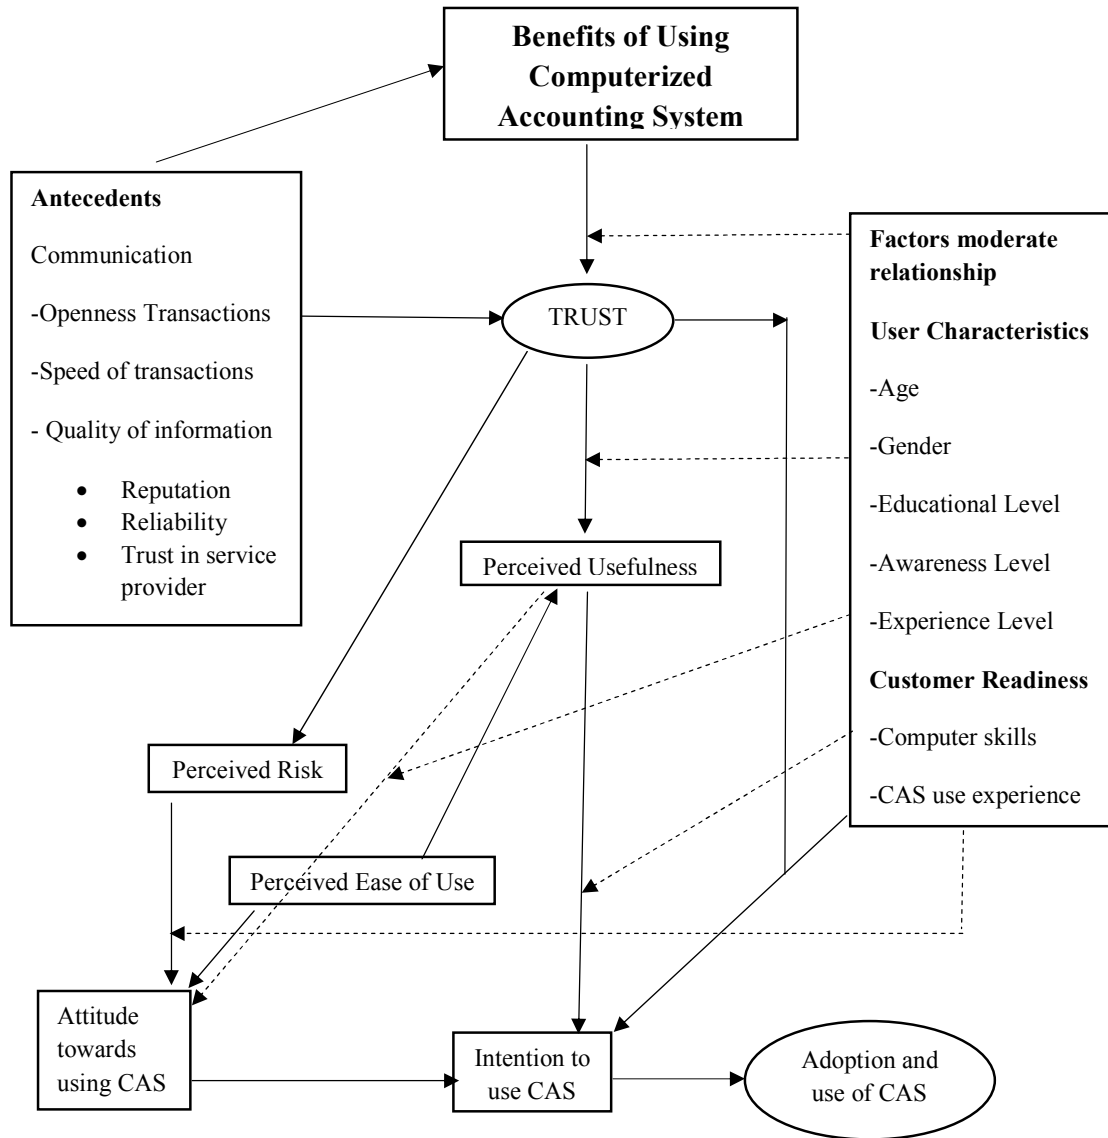 Benefits of Using
Computerized
Accounting System
Antecedents
Communication
-Openness Transactions
-Speed of transactions
- Quality of information
• Reputation
• Reliability
• Trust in service
provider
TRUST
Factors moderate
relationship
User Characteristics
-Age
-Gender
-Educational Level
-Awareness Level
-Experience Level
Customer Readiness
-Computer skills
-CAS use experience
Perceived Usefulness
Perceived Risk
Perceived Ease of Use
Attitude
towards
using CAS
Intention to
use CAS
Adoption and
use of CAS